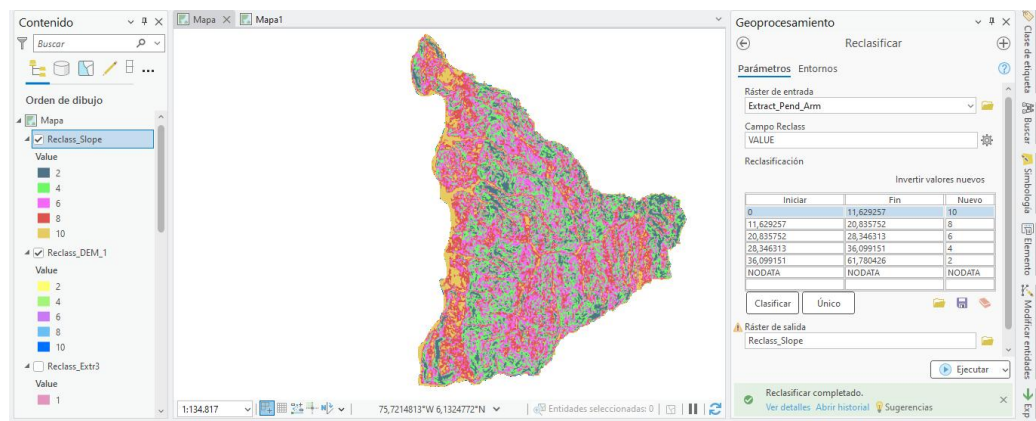 Contenido
Buscar
Orden de dibujo
Mapa
Reclass_Slope
Value
2
4
6
8
10
Reclass_DEM_1
Value
2
4
6
8
10
Reclass_Extr3
Value
1
Mapa
Mapa1
1:134.817
75,7214813°W 6,1324772°N
Entidades seleccionadas: 0
Geoprocesamiento
Reclasificar
Parámetros Entornos
Ráster de entrada
Extract_Pend_Arm
Campo Reclass
VALUE
Reclasificación
Invertir valores nuevos
Iniciar Fin Nuevo
0 11,629257 10
11,629257 20,835752 8
20,835752 28,346313 6
28,346313 36,099151 4
36,099151 61,780426 2
NODATA NODATA NODATA
Clasificar Único
Ráster de salida
Reclass_Slope
Ejecutar
Reclasificar completado.
Ver detalles Abrir historial Sugerencias
Clase de etiqueta
Buscar
Simbología
Elemento
Modificar entidades
Exp